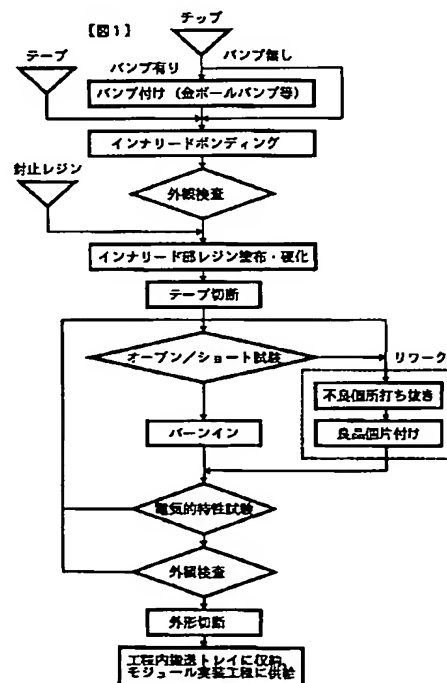 【図1】
チップ
テープ
バンプ有り
バンプ無し
バンプ付け（金ボールバンプ等）
インナリードボンディング
封止レジン
外観検査
インナリード部レジン塗布・硬化
テープ切断
オープン／ショート試験
リワーク
不良個所打ち抜き
バーンイン
良品個片付け
電気的特性試験
外観検査
外形切断
工程内搬送トレイに収納、
モジュール実装工程に供給